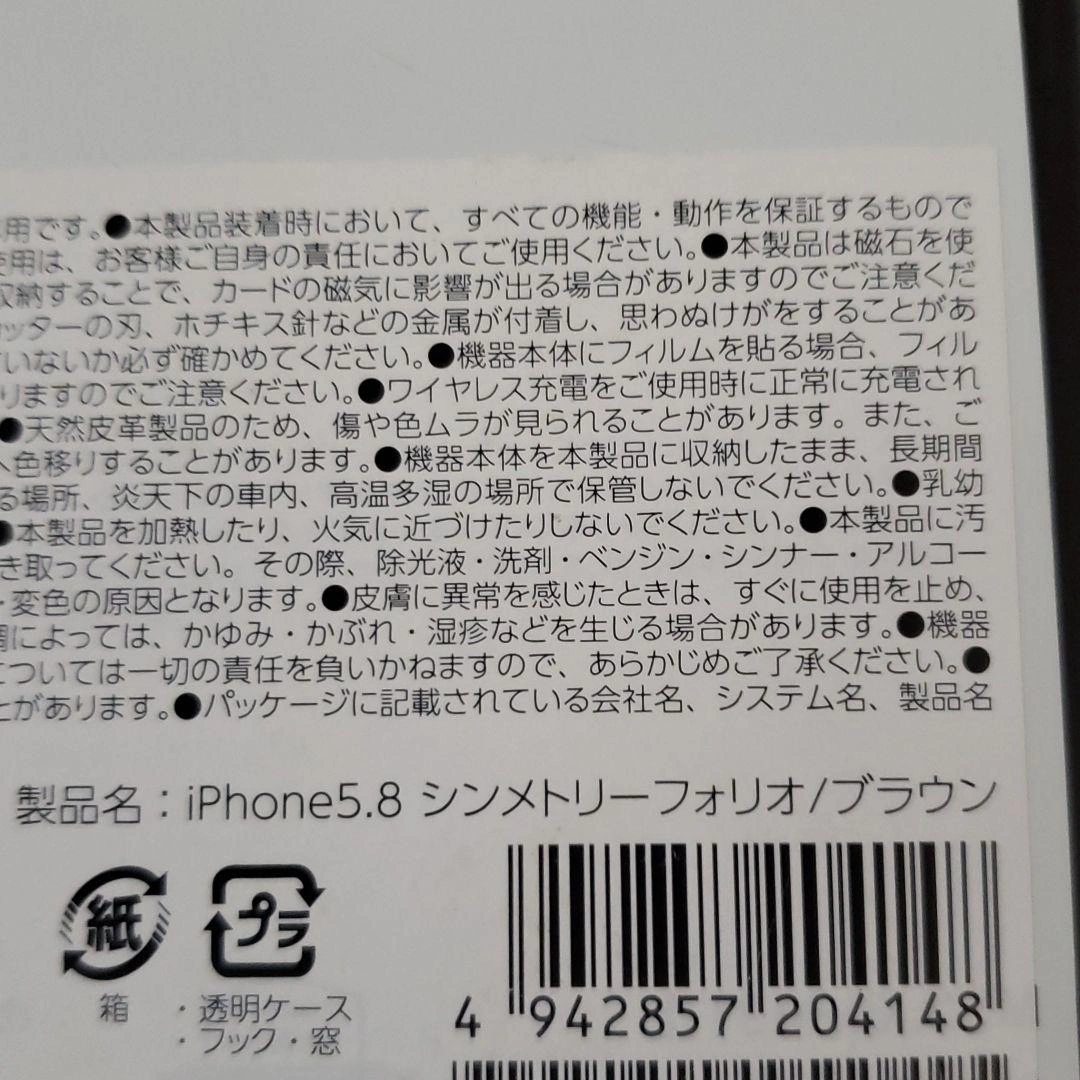 用です。●本製品装着時において、すべての機能・動作を保証するもので
使用は、お客様ご自身の責任においてご使用ください。●本製品は磁石を使
収納することで、カードの磁気に影響が出る場合がありますのでご注意くだ
ッターの刃、ホチキス針などの金属が付着し、思わぬけがをすることがあ
いないか必ず確かめてください。●機器本体にフィルムを貼る場合、フィル
りますのでご注意ください。●ワイヤレス充電をご使用時に正常に充電され
●天然皮革製品のため、傷や色ムラが見られることがあります。また、ご
へ色移りすることがあります。●機器本体を本製品に収納したまま、長期間
る場所、炎天下の車内、高温多湿の場所で保管しないでください。●乳幼
●本製品を加熱したり、火気に近づけたりしないでください。●本製品に汚
き取ってください。その際、除光液・洗剤・ベンジン・シンナー・アルコー
・変色の原因となります。●皮膚に異常を感じたときは、すぐに使用を止め、
調によっては、かゆみ・かぶれ・湿疹などを生じる場合があります。●機器
については一切の責任を負いかねますので、あらかじめご了承ください。●
とがあります。●パッケージに記載されている会社名、システム名、製品名
製品名：iPhone5.8 シンメトリーフォリオ/ブラウン
紙 プラ
箱 ・透明ケース
・フック・窓
4 942857 204148